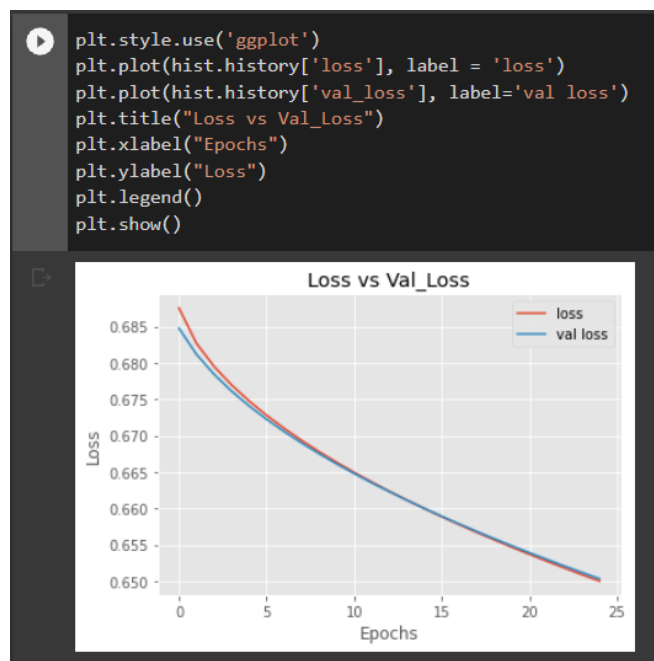 plt.style.use('ggplot')
plt.plot(hist.history['loss'], label = 'loss')
plt.plot(hist.history['val_loss'], label='val loss')
plt.title("Loss vs Val_Loss")
plt.xlabel("Epochs")
plt.ylabel("Loss")
plt.legend()
plt.show()
Loss vs Val_Loss
loss
val loss
0.685
0.680
0.675
0.670
0.665
0.660
0.655
0.650
Loss
0 5 10 15 20 25
Epochs